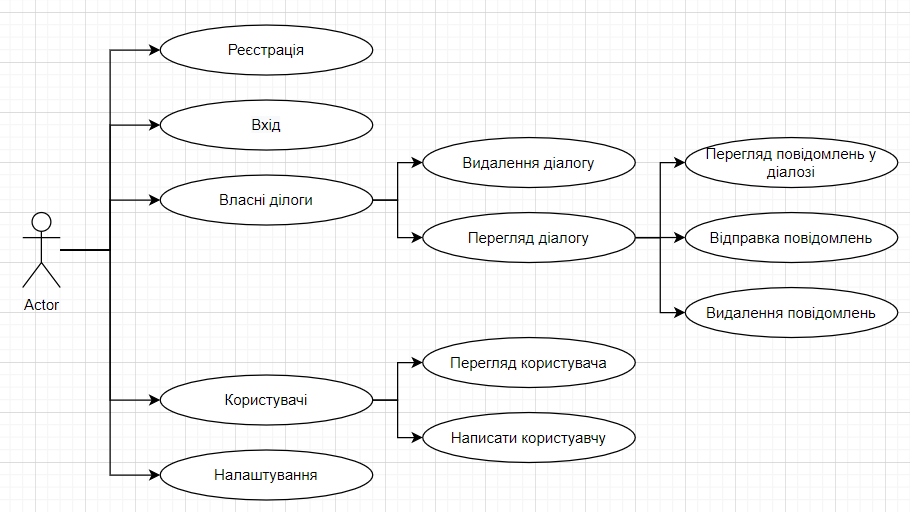 Реєстрація
Вхід
Власні ділоги
Видалення діалогу
Перегляд діалогу
Перегляд повідомлень у
діалозі
Відправка повідомлень
Видалення повідомлень
Actor
Користувачі
Перегляд користувача
Написати користуавчу
Налаштування